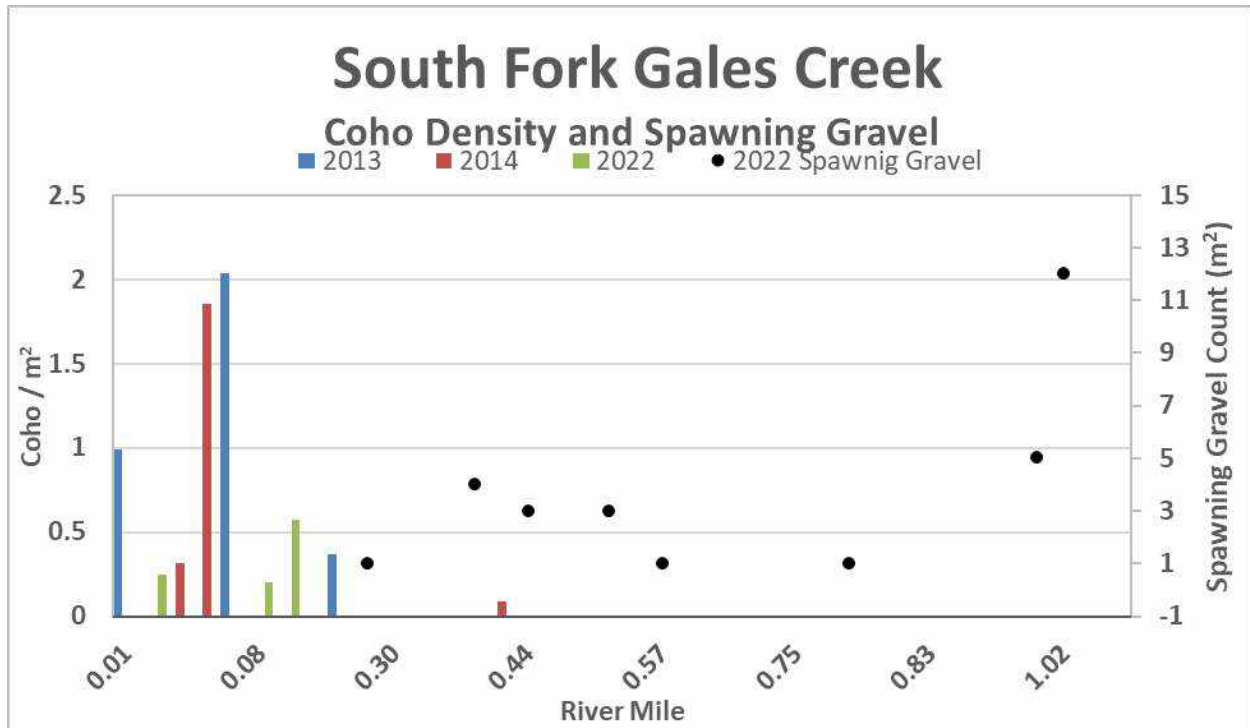 South Fork Gales Creek
Coho Density and Spawning Gravel
2013 2014 2022 2022 Spawnig Gravel
Coho / m²
2.5
2
1.5
1
0.5
0
15
13
11
9
7
5
3
1
-1
Spawning Gravel Count (m²)
0.01 0.08 0.30 0.44 0.57 0.75 0.83 1.02
River Mile